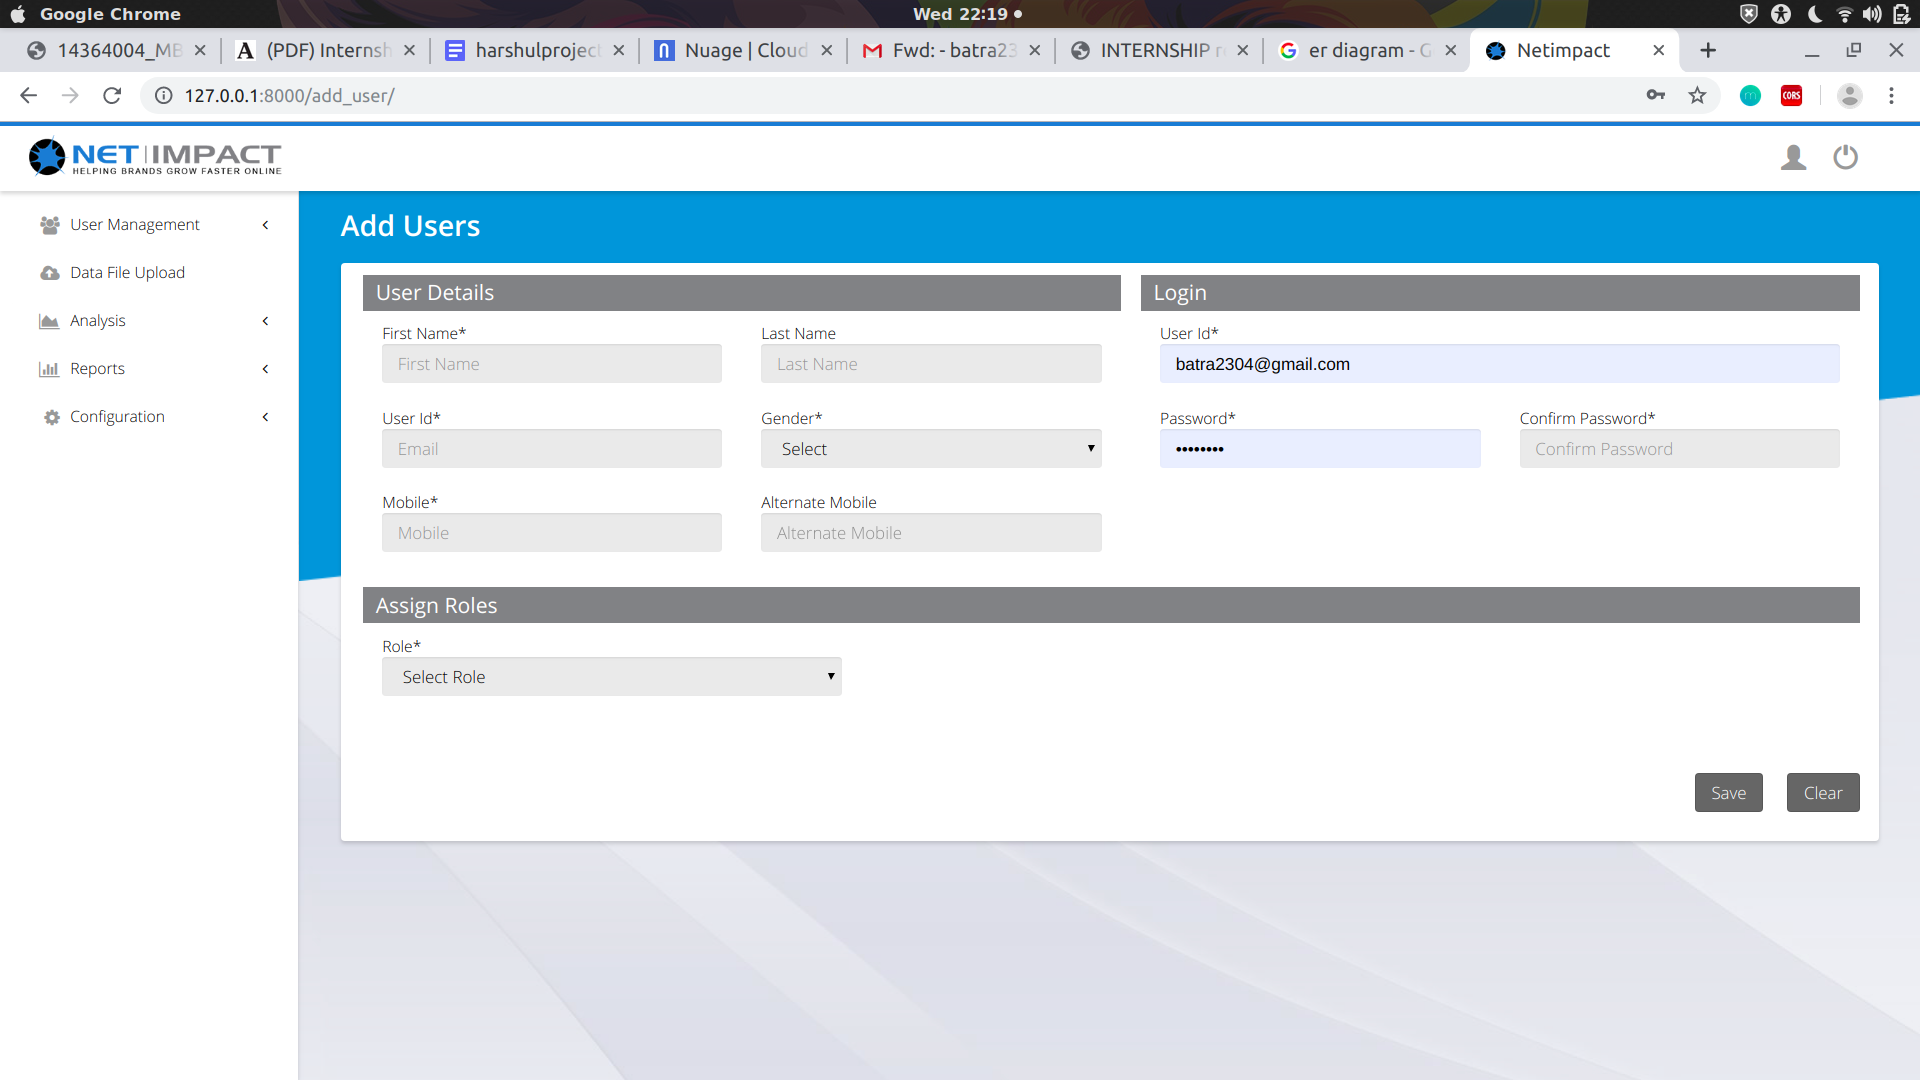 Google Chrome
Wed 22:19
14364004_MB
(PDF) Internsh
harshulproject
Nuage | Cloud
Fwd: - batra23
INTERNSHIP r
er diagram - G
Netimpact
127.0.0.1:8000/add_user/
CORS
NET|IMPACT
HELPING BRANDS GROW FASTER ONLINE
User Management
Data File Upload
Analysis
Reports
Configuration
Add Users
User Details
Login
First Name*
Last Name
User Id*
First Name
Last Name
batra2304@gmail.com
User Id*
Gender*
Password*
Confirm Password*
Email
Select
••••••••
Confirm Password
Mobile*
Alternate Mobile
Mobile
Alternate Mobile
Assign Roles
Role*
Select Role
Save
Clear